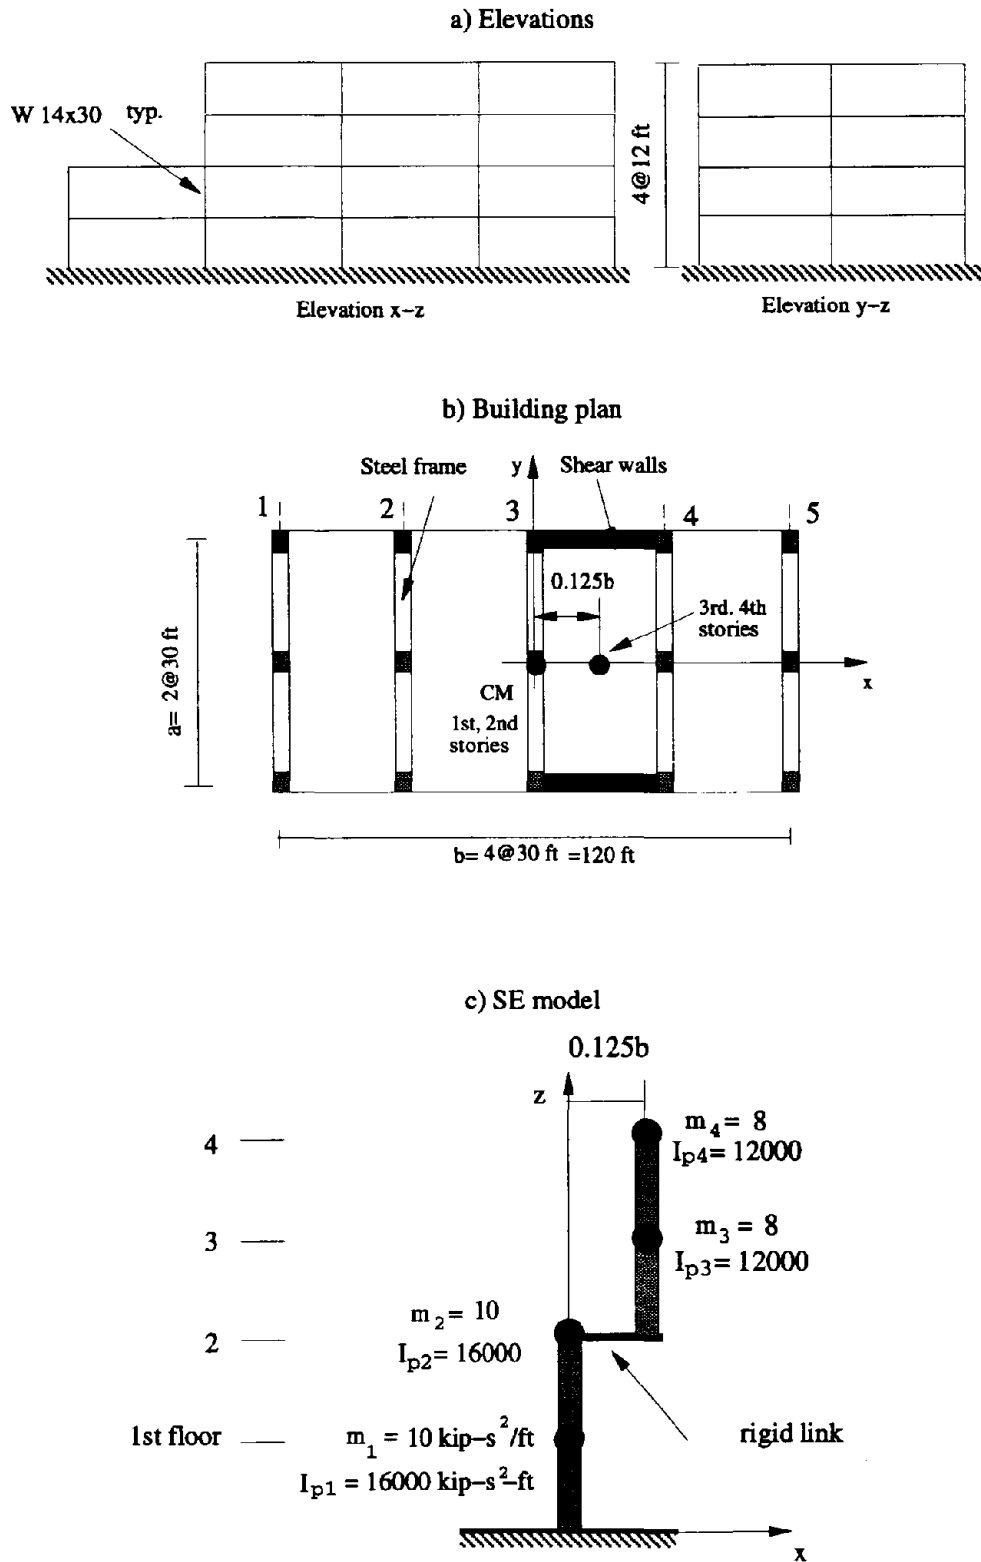 a) Elevations
W 14x30 typ.
4@12 ft
Elevation x-z
Elevation y-z
b) Building plan
Steel frame
y
Shear walls
1
2
3
4
5
0.125b
3rd. 4th
stories
a= 2@30 ft
CM
1st, 2nd
stories
x
b= 4@30 ft =120 ft
c) SE model
0.125b
z
4
m4 = 8
Ip4= 12000
3
m3 = 8
Ip3= 12000
2
m2 = 10
Ip2= 16000
1st floor
m1 = 10 kip-s2/ft
rigid link
Ip1 = 16000 kip-s2-ft
x